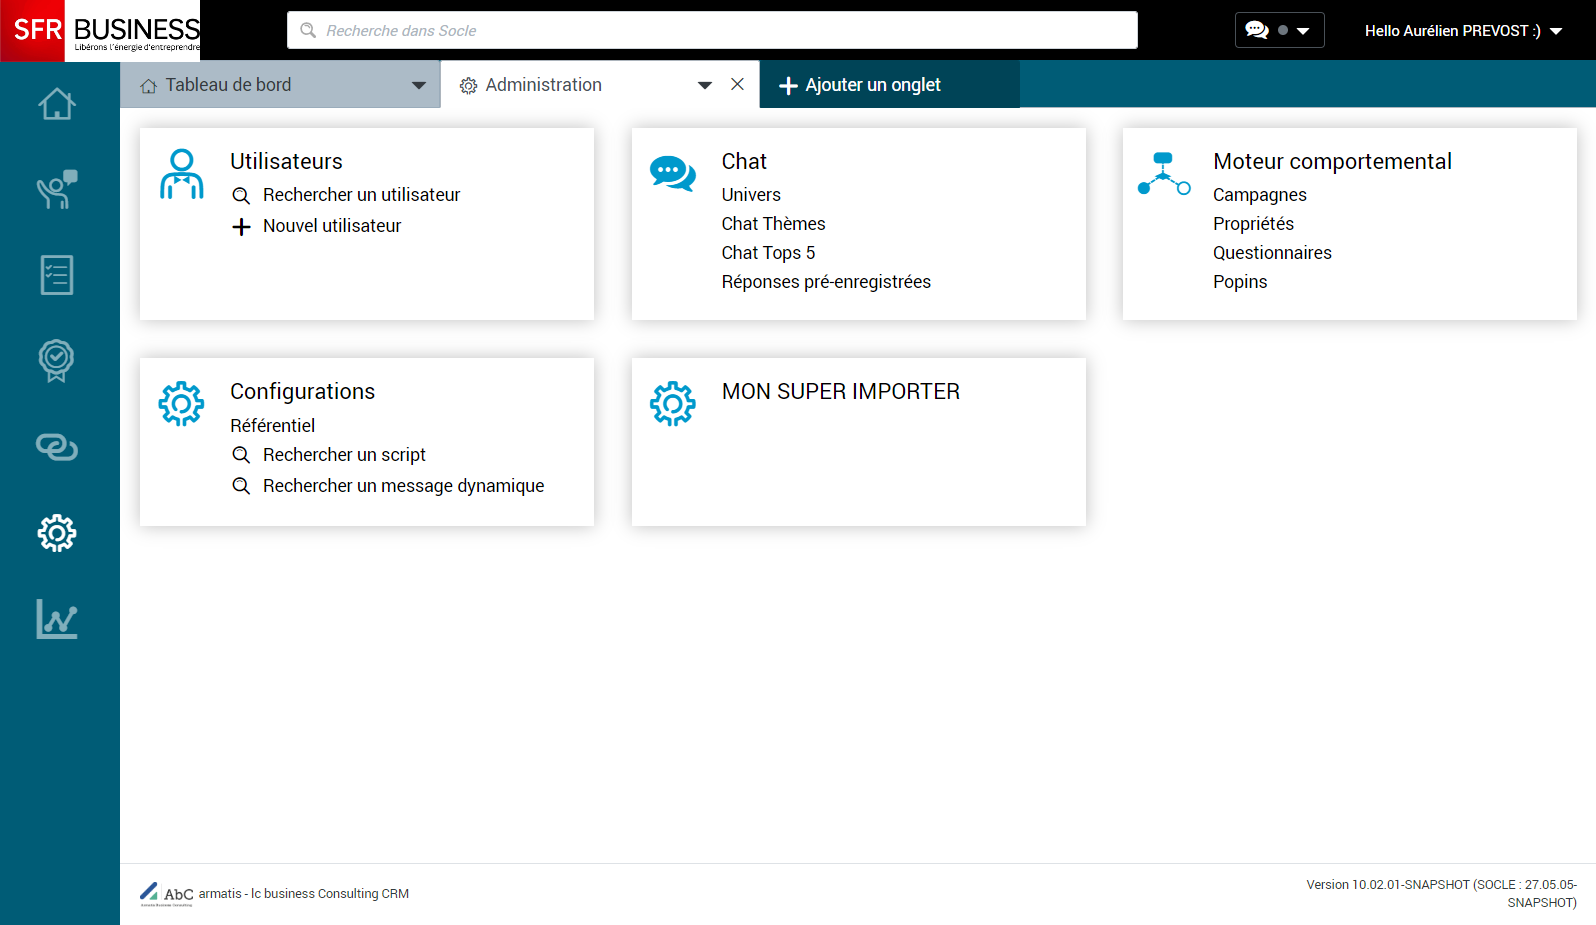 SFR BUSINESS
Libérons l'énergie d'entreprendre
Recherche dans Socle
Hello Aurélien PREVOST :)
Tableau de bord
Administration
Ajouter un onglet
Utilisateurs
Rechercher un utilisateur
Nouvel utilisateur
Chat
Univers
Chat Thèmes
Chat Tops 5
Réponses pré-enregistrées
Moteur comportemental
Campagnes
Propriétés
Questionnaires
Popins
Configurations
Référentiel
Rechercher un script
Rechercher un message dynamique
MON SUPER IMPORTER
AbC
armatis - lc business Consulting CRM
Version 10.02.01-SNAPSHOT (SOCLE : 27.05.05-
SNAPSHOT)